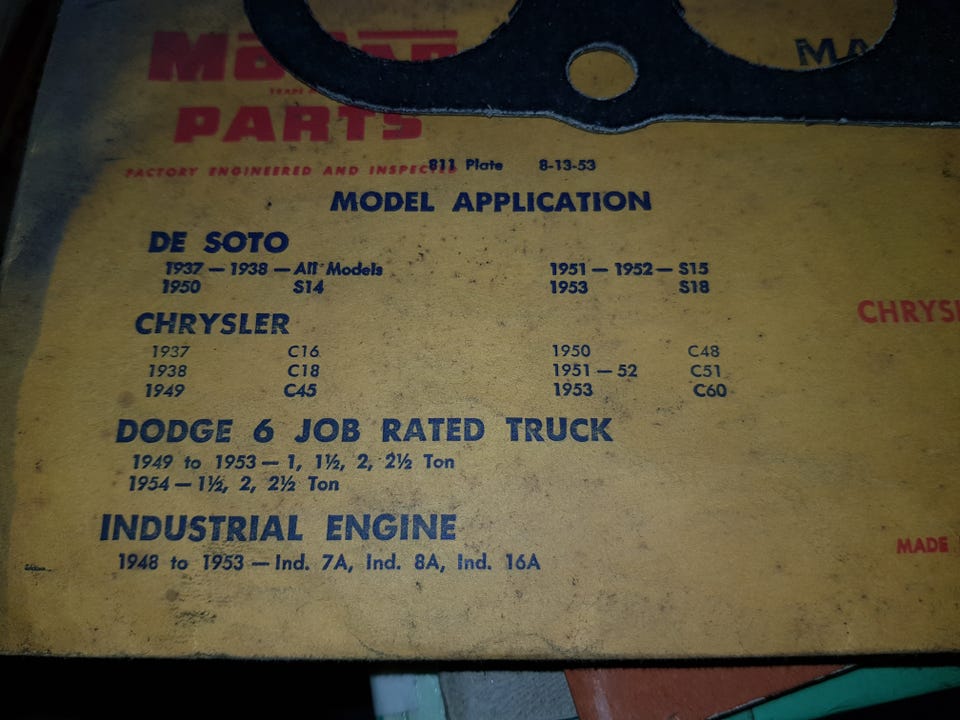 PARTS
FACTORY ENGINEERED AND
811 Plate 8-13-53
MODEL APPLICATION
DE SOTO
1937 — 1938 — All Models 1951 — 1952 — S15
1950 S14 1953 S18
CHRYSLER
1937 C16 1950 C48
1938 C18 1951 — 52 C51
1949 C45 1953 C60
DODGE 6 JOB RATED TRUCK
1949 to 1953 — 1, 1½, 2, 2½ Ton
1954 — 1½, 2, 2½ Ton
INDUSTRIAL ENGINE
1948 to 1953 — Ind. 7A, Ind. 8A, Ind. 16A
MADE